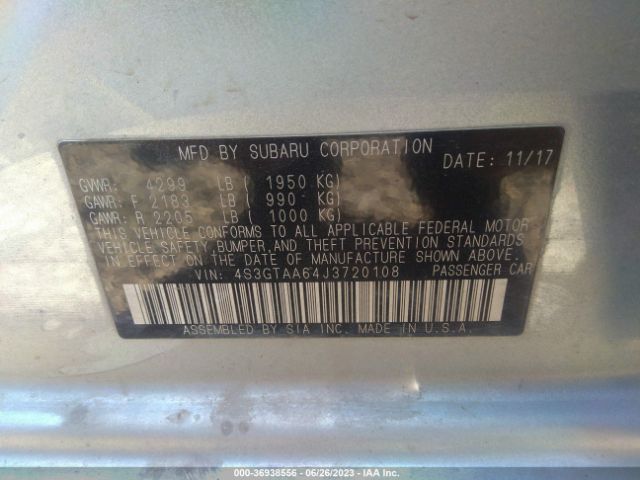 MFD BY SUBARU CORPORATION
DATE: 11/17
GVWR: 4299 LB ( 1950 KG)
GAWR: F 2183 LB ( 990 KG)
GAWR: R 2205 LB ( 1000 KG)
THIS VEHICLE CONFORMS TO ALL APPLICABLE FEDERAL MOTOR
VEHICLE SAFETY, BUMPER, AND THEFT PREVENTION STANDARDS
IN EFFECT ON THE DATE OF MANUFACTURE SHOWN ABOVE.
VIN: 4S3GTAA64J3720108 PASSENGER CAR
ASSEMBLED BY SIA INC. MADE IN U.S.A.
000-36938556 - 06/26/2023 - IAA Inc.